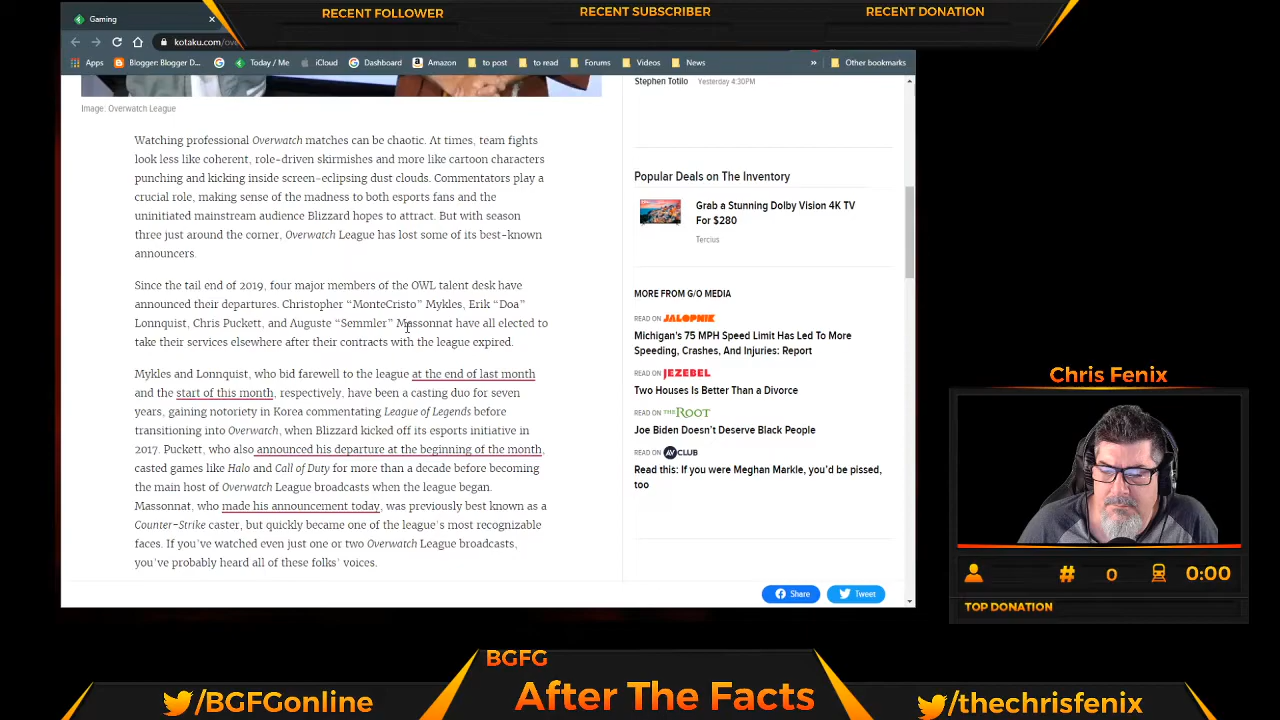 RECENT FOLLOWER
RECENT SUBSCRIBER
RECENT DONATION
Gaming
kotaku.com/ove
Apps
Blogger: Blogger D...
Today / Me
iCloud
Dashboard
Amazon
to post
to read
Forums
Videos
News
»
Other bookmarks
Image: Overwatch League
Watching professional Overwatch matches can be chaotic. At times, team fights
look less like coherent, role-driven skirmishes and more like cartoon characters
punching and kicking inside screen-eclipsing dust clouds. Commentators play a
crucial role, making sense of the madness to both esports fans and the
uninitiated mainstream audience Blizzard hopes to attract. But with season
three just around the corner, Overwatch League has lost some of its best-known
announcers.
Since the tail end of 2019, four major members of the OWL talent desk have
announced their departures. Christopher “MonteCristo” Mykles, Erik “Doa”
Lonnquist, Chris Puckett, and Auguste “Semmler” Massonnat have all elected to
take their services elsewhere after their contracts with the league expired.
Mykles and Lonnquist, who bid farewell to the league at the end of last month
and the start of this month, respectively, have been a casting duo for seven
years, gaining notoriety in Korea commentating League of Legends before
transitioning into Overwatch, when Blizzard kicked off its esports initiative in
2017. Puckett, who also announced his departure at the beginning of the month,
casted games like Halo and Call of Duty for more than a decade before becoming
the main host of Overwatch League broadcasts when the league began.
Massonnat, who made his announcement today, was previously best known as a
Counter-Strike caster, but quickly became one of the league’s most recognizable
faces. If you’ve watched even just one or two Overwatch League broadcasts,
you’ve probably heard all of these folks’ voices.
Stephen Totilo Yesterday 4:30PM
Popular Deals on The Inventory
Grab a Stunning Dolby Vision 4K TV
For $280
Tercius
MORE FROM G/O MEDIA
READ ON JALOPNIK
Michigan's 75 MPH Speed Limit Has Led To More
Speeding, Crashes, And Injuries: Report
READ ON JEZEBEL
Two Houses Is Better Than a Divorce
READ ON THE ROOT
Joe Biden Doesn’t Deserve Black People
READ ON AV CLUB
Read this: If you were Meghan Markle, you’d be pissed,
too
Share
Tweet
Chris Fenix
# 0 0:00
TOP DONATION
BGFG
After The Facts
/BGFGonline
/thechrisfenix